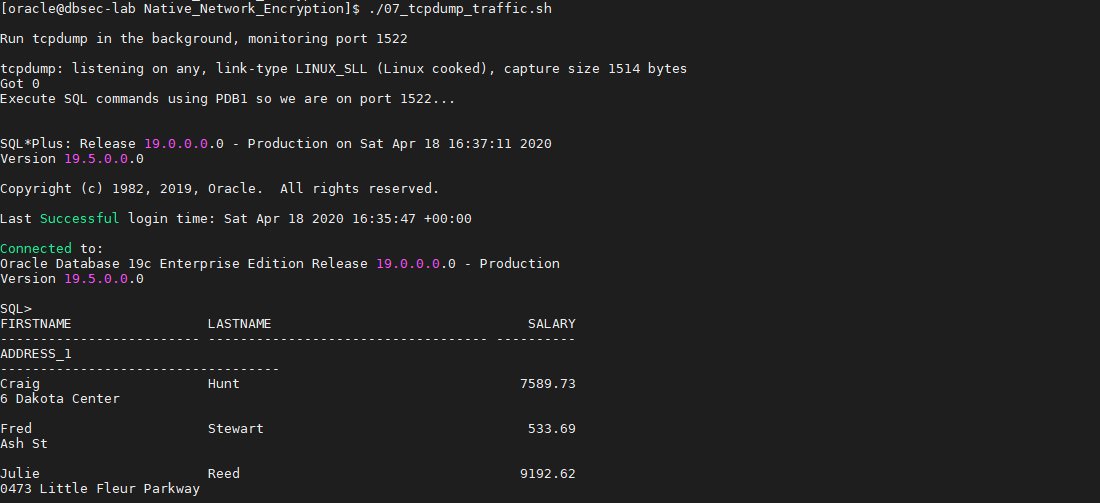 [oracle@dbsec-lab Native_Network_Encryption]$ ./07_tcpdump_traffic.sh
Run tcpdump in the background, monitoring port 1522
tcpdump: listening on any, link-type LINUX_SLL (Linux cooked), capture size 1514 bytes
Got 0
Execute SQL commands using PDB1 so we are on port 1522...
SQL*Plus: Release 19.0.0.0.0 - Production on Sat Apr 18 16:37:11 2020
Version 19.5.0.0.0
Copyright (c) 1982, 2019, Oracle.  All rights reserved.
Last Successful login time: Sat Apr 18 2020 16:35:47 +00:00
Connected to:
Oracle Database 19c Enterprise Edition Release 19.0.0.0.0 - Production
Version 19.5.0.0.0
SQL>
FIRSTNAME                 LASTNAME                                SALARY
------------------------- ----------------------------------- ----------
ADDRESS_1
-----------------------------------
Craig                     Hunt                                   7589.73
6 Dakota Center
Fred                      Stewart                                 533.69
Ash St
Julie                     Reed                                   9192.62
0473 Little Fleur Parkway